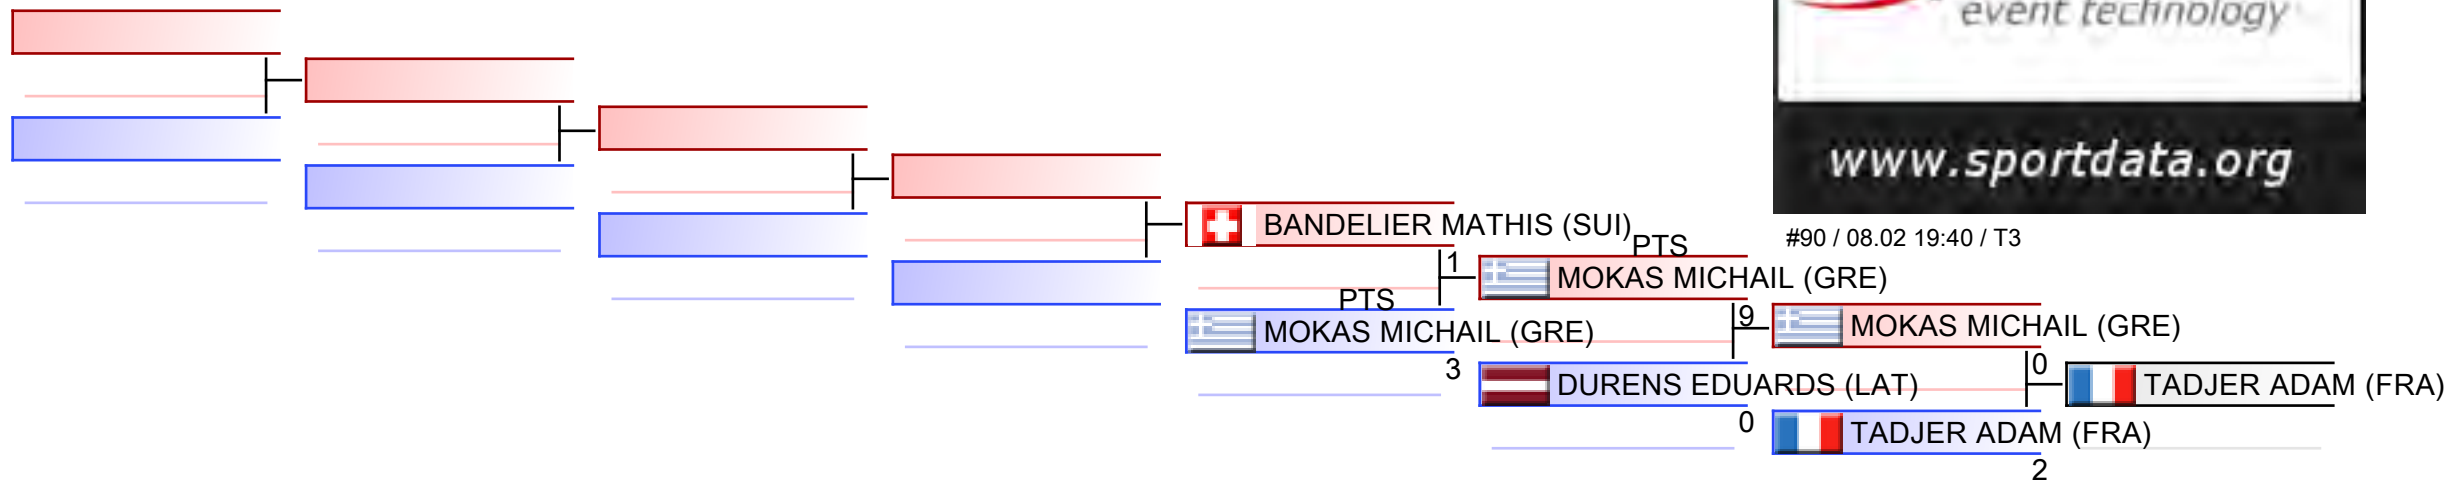 event technology
www.sportdata.org
#90 / 08.02 19:40 / T3
BANDELIER MATHIS (SUI)
1
PTS
MOKAS MICHAIL (GRE)
3
PTS
MOKAS MICHAIL (GRE)
9
DURENS EDUARDS (LAT)
0
MOKAS MICHAIL (GRE)
0
TADJER ADAM (FRA)
2
TADJER ADAM (FRA)